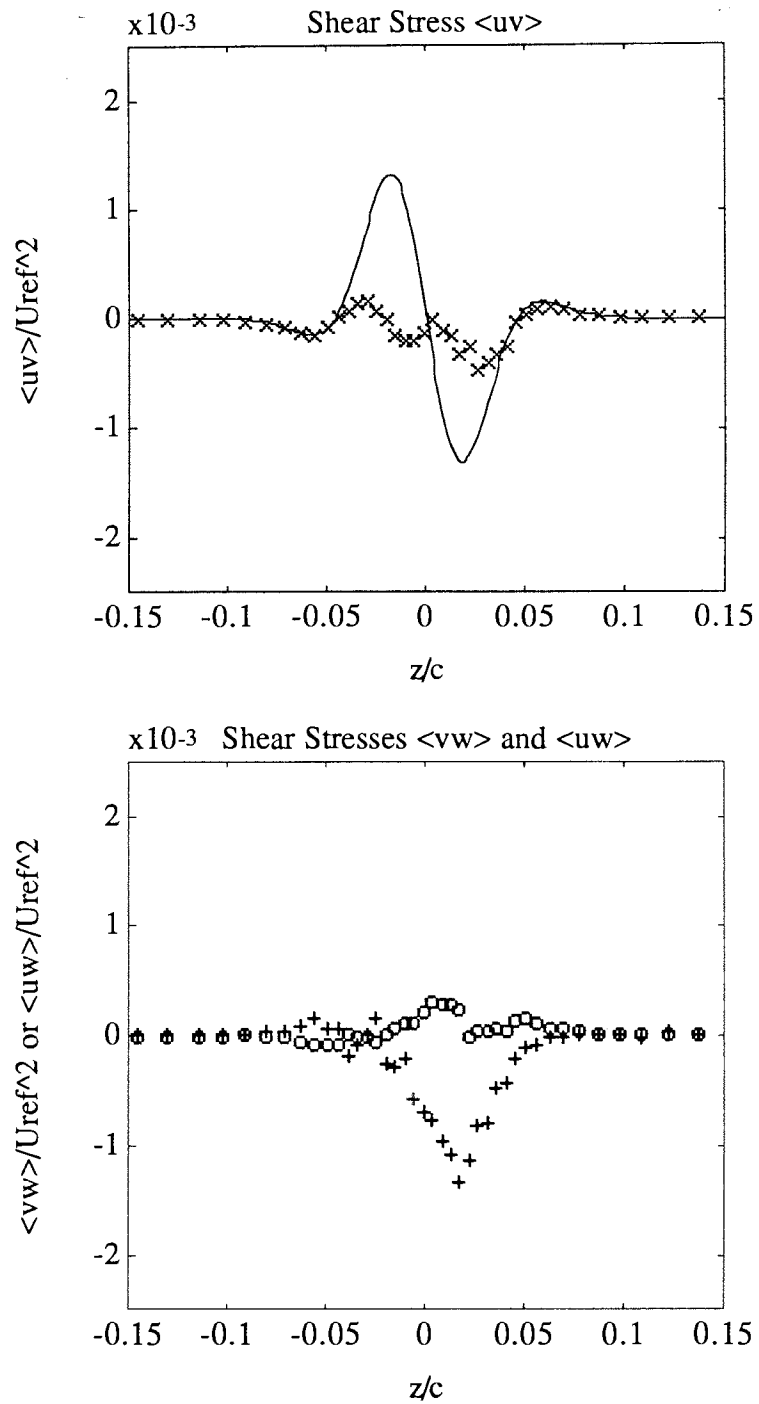 x10-3 Shear Stress <uv>
2
1
0
-1
-2
<uv>/Uref^2
-0.15 -0.1 -0.05 0 0.05 0.1 0.15
z/c
x10-3 Shear Stresses <vw> and <uw>
2
1
0
-1
-2
<vw>/Uref^2 or <uw>/Uref^2
-0.15 -0.1 -0.05 0 0.05 0.1 0.15
z/c